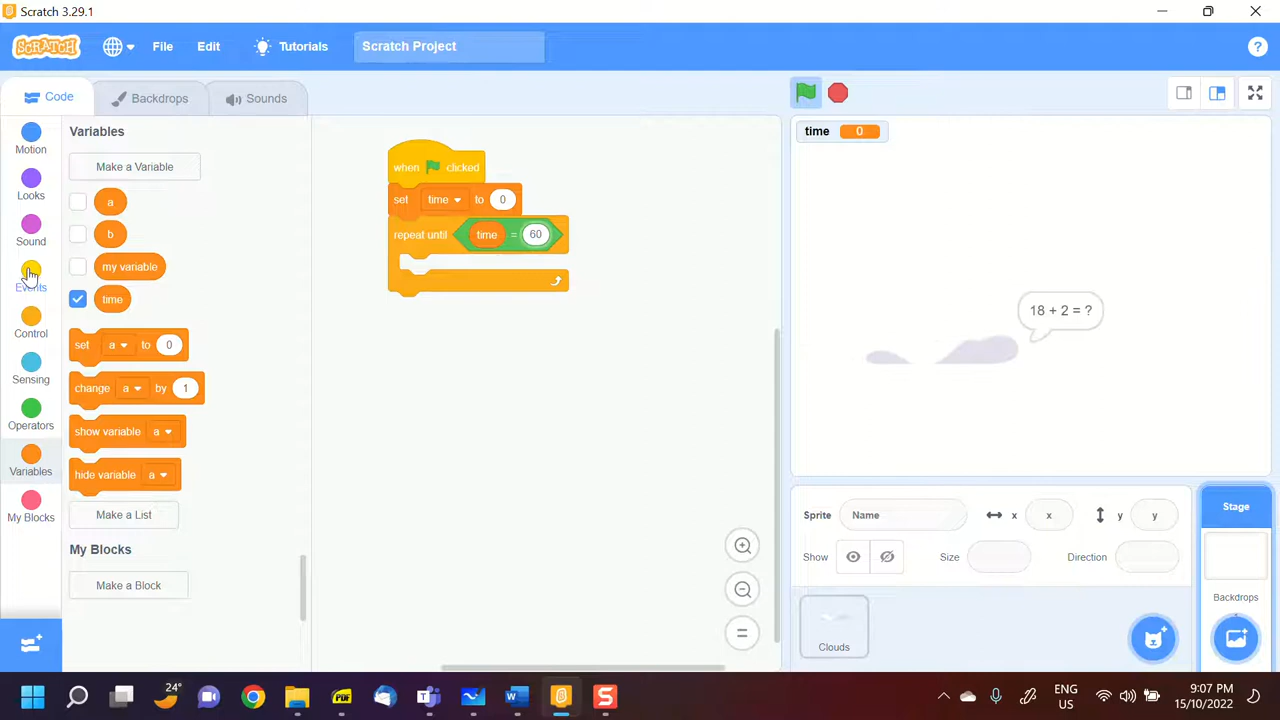 Scratch 3.29.1
SCRATCH
File
Edit
Tutorials
Scratch Project
?
Code
Backdrops
Sounds
Motion
Looks
Sound
Events
Control
Sensing
Operators
Variables
My Blocks
Variables
Make a Variable
a
b
my variable
time
set a to 0
change a by 1
show variable a
hide variable a
Make a List
My Blocks
Make a Block
when clicked
set time to 0
repeat until time = 60
time 0
18 + 2 = ?
Sprite Name x x y y
Show Size Direction
Clouds
Stage
Backdrops
24°
PDF
S
ENG
US
9:07 PM
15/10/2022